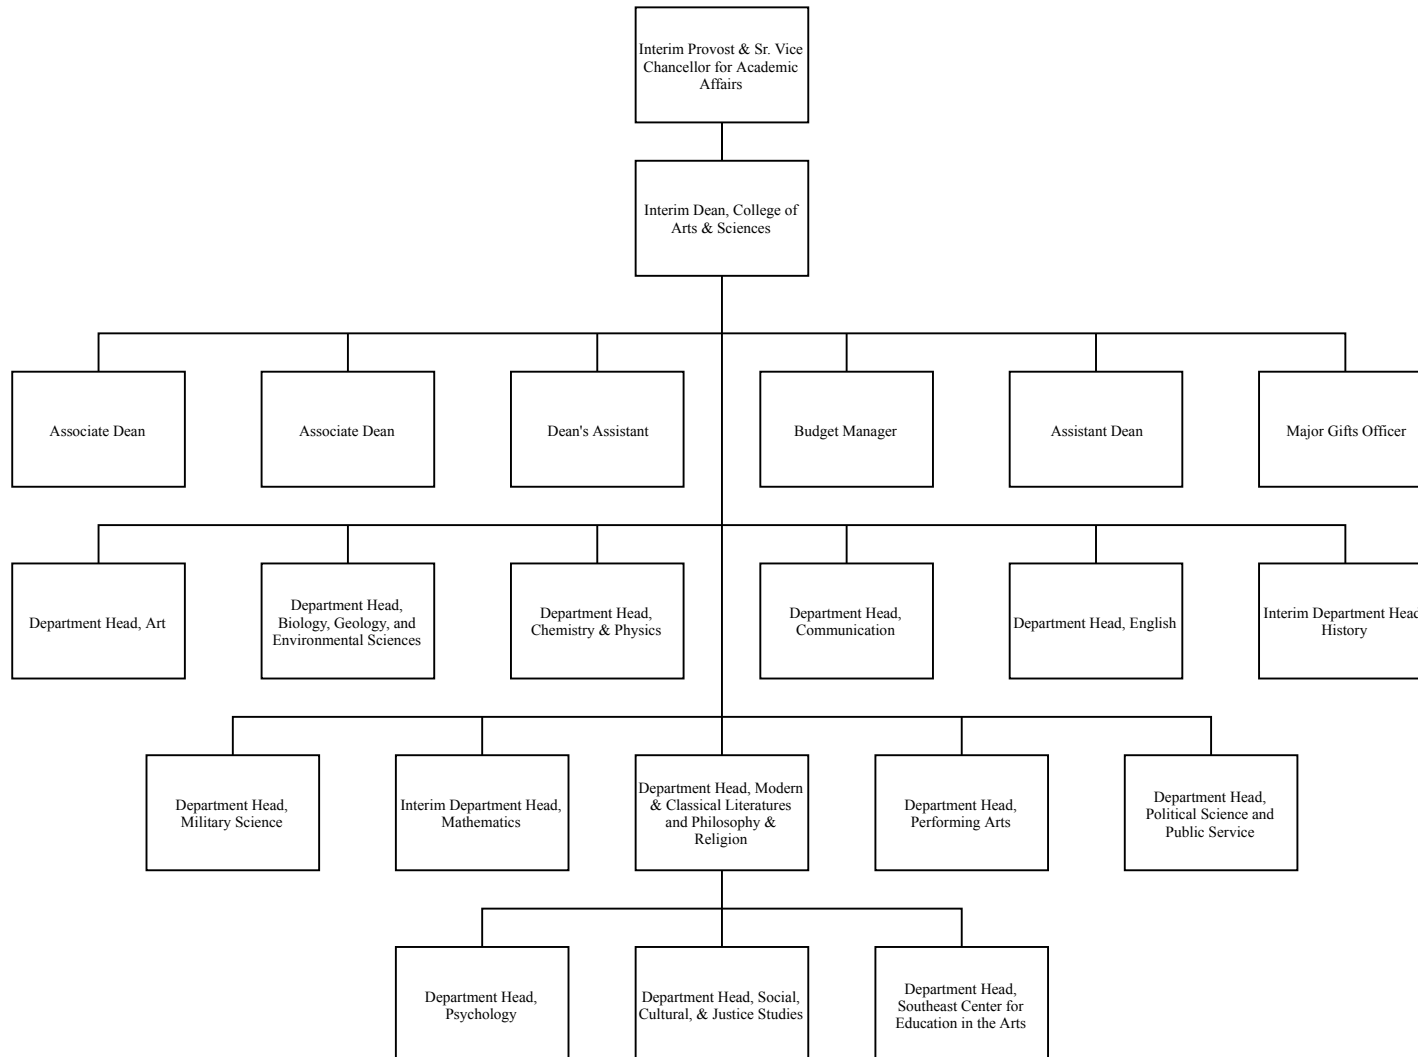 Interim Provost & Sr. Vice
Chancellor for Academic
Affairs
Interim Dean, College of
Arts & Sciences
Associate Dean
Associate Dean
Dean's Assistant
Budget Manager
Assistant Dean
Major Gifts Officer
Department Head, Art
Department Head,
Biology, Geology, and
Environmental Sciences
Department Head,
Chemistry & Physics
Department Head,
Communication
Department Head, English
Interim Department Head
History
Department Head,
Military Science
Interim Department Head,
Mathematics
Department Head, Modern
& Classical Literatures
and Philosophy &
Religion
Department Head,
Performing Arts
Department Head,
Political Science and
Public Service
Department Head,
Psychology
Department Head, Social,
Cultural, & Justice Studies
Department Head,
Southeast Center for
Education in the Arts